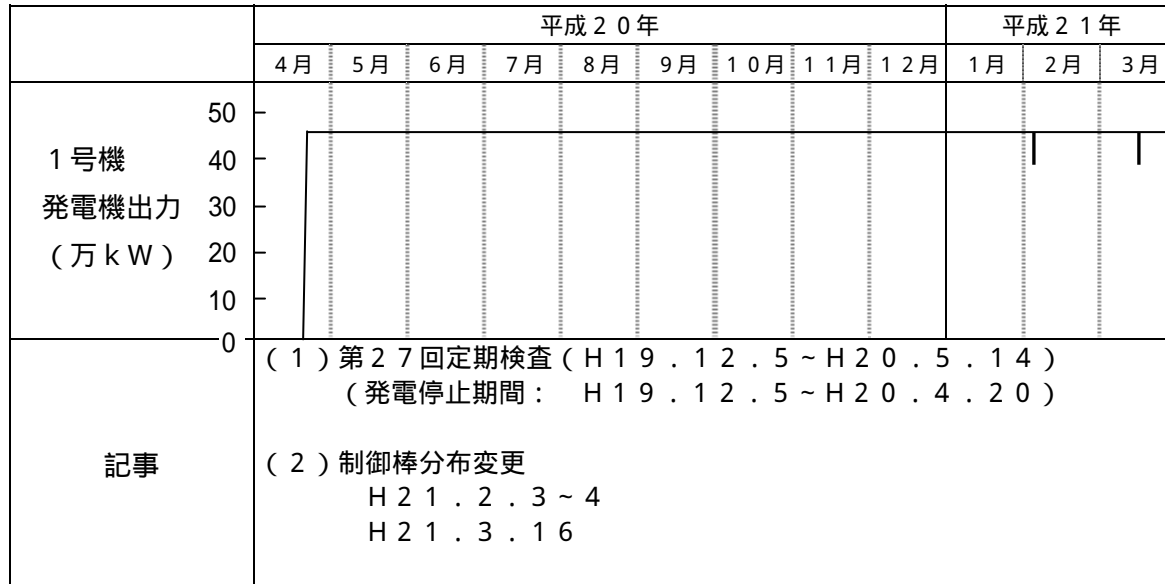 平成２０年 平成２１年
４月 ５月 ６月 ７月 ８月 ９月 １０月 １１月 １２月 １月 ２月 ３月
１号機
発電機出力
（万ｋＷ）
50
40
30
20
10
0
記事
（１）第２７回定期検査（Ｈ１９．１２．５~Ｈ２０．５．１４）
（発電停止期間： Ｈ１９．１２．５~Ｈ２０．４．２０）
（２）制御棒分布変更
Ｈ２１．２．３~４
Ｈ２１．３．１６